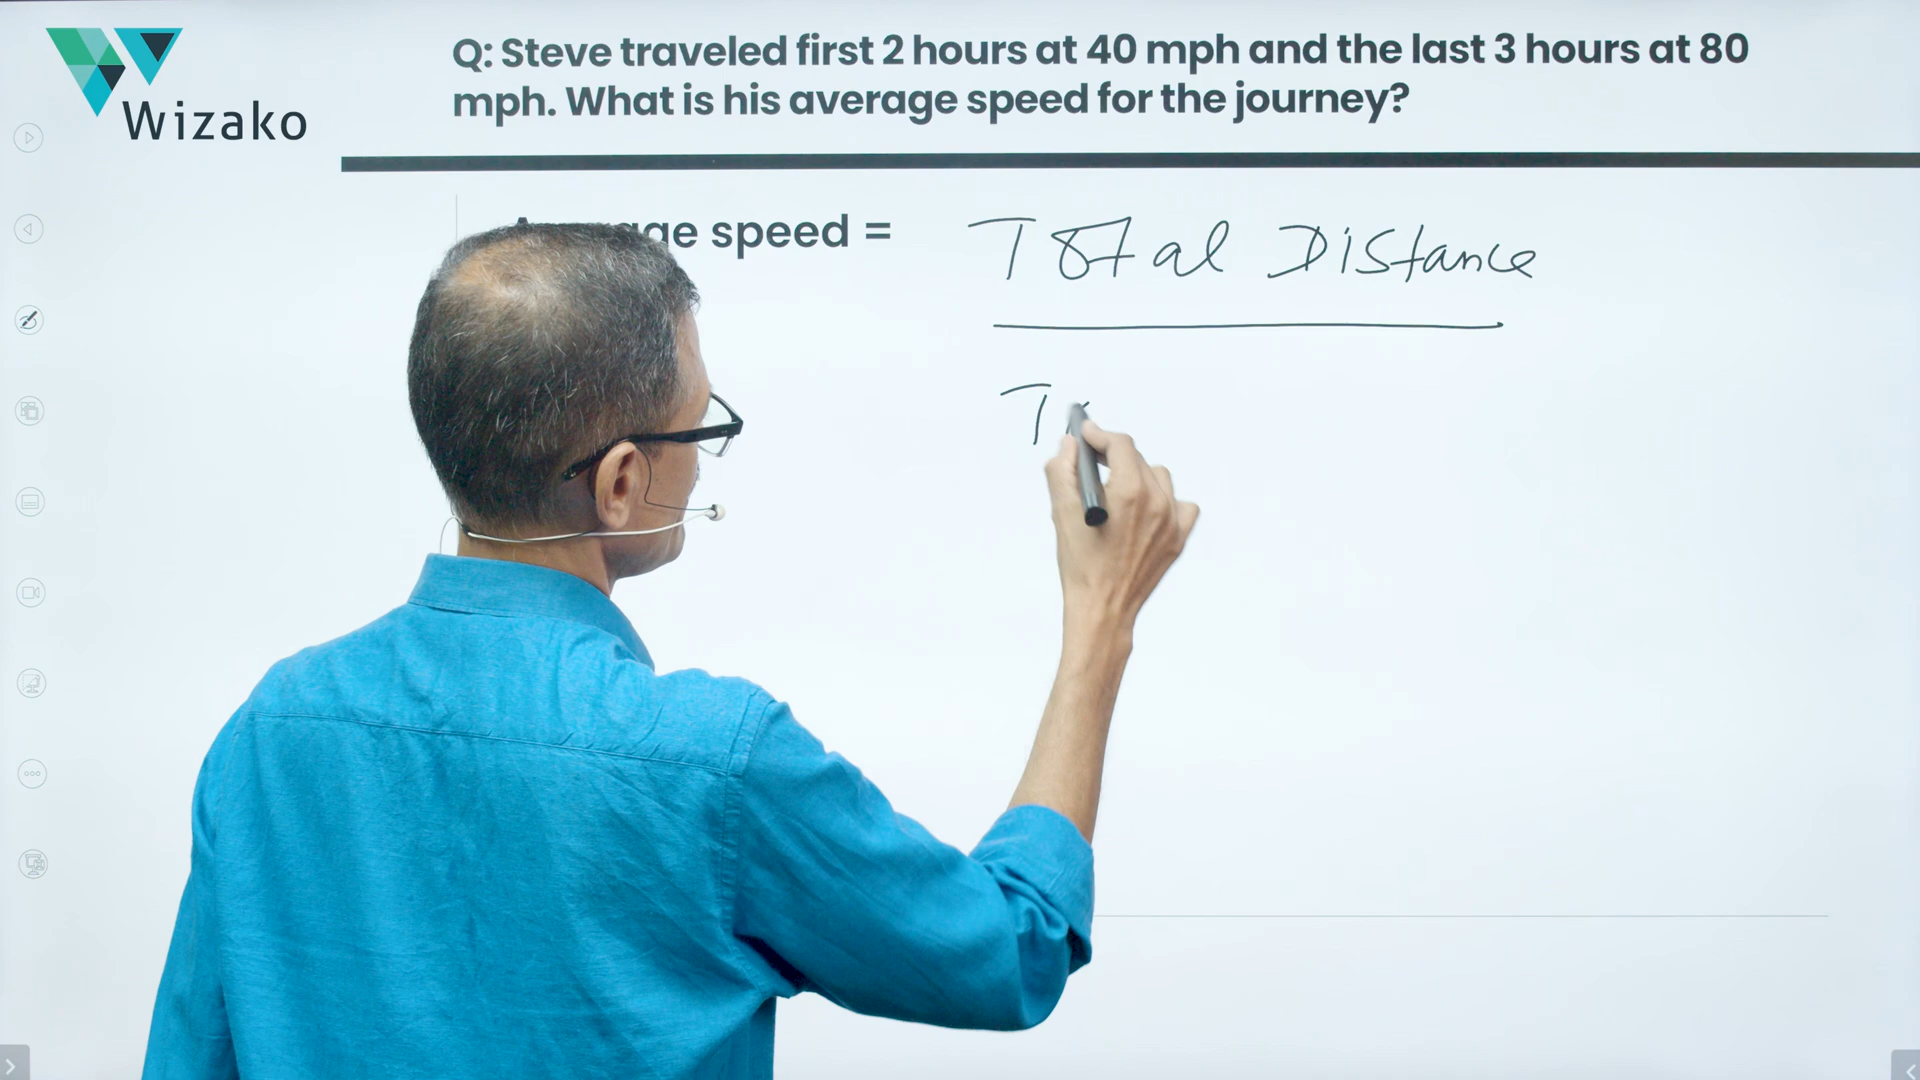 Wizako
Q: Steve traveled first 2 hours at 40 mph and the last 3 hours at 80
mph. What is his average speed for the journey?
speed =
Total Distance
T